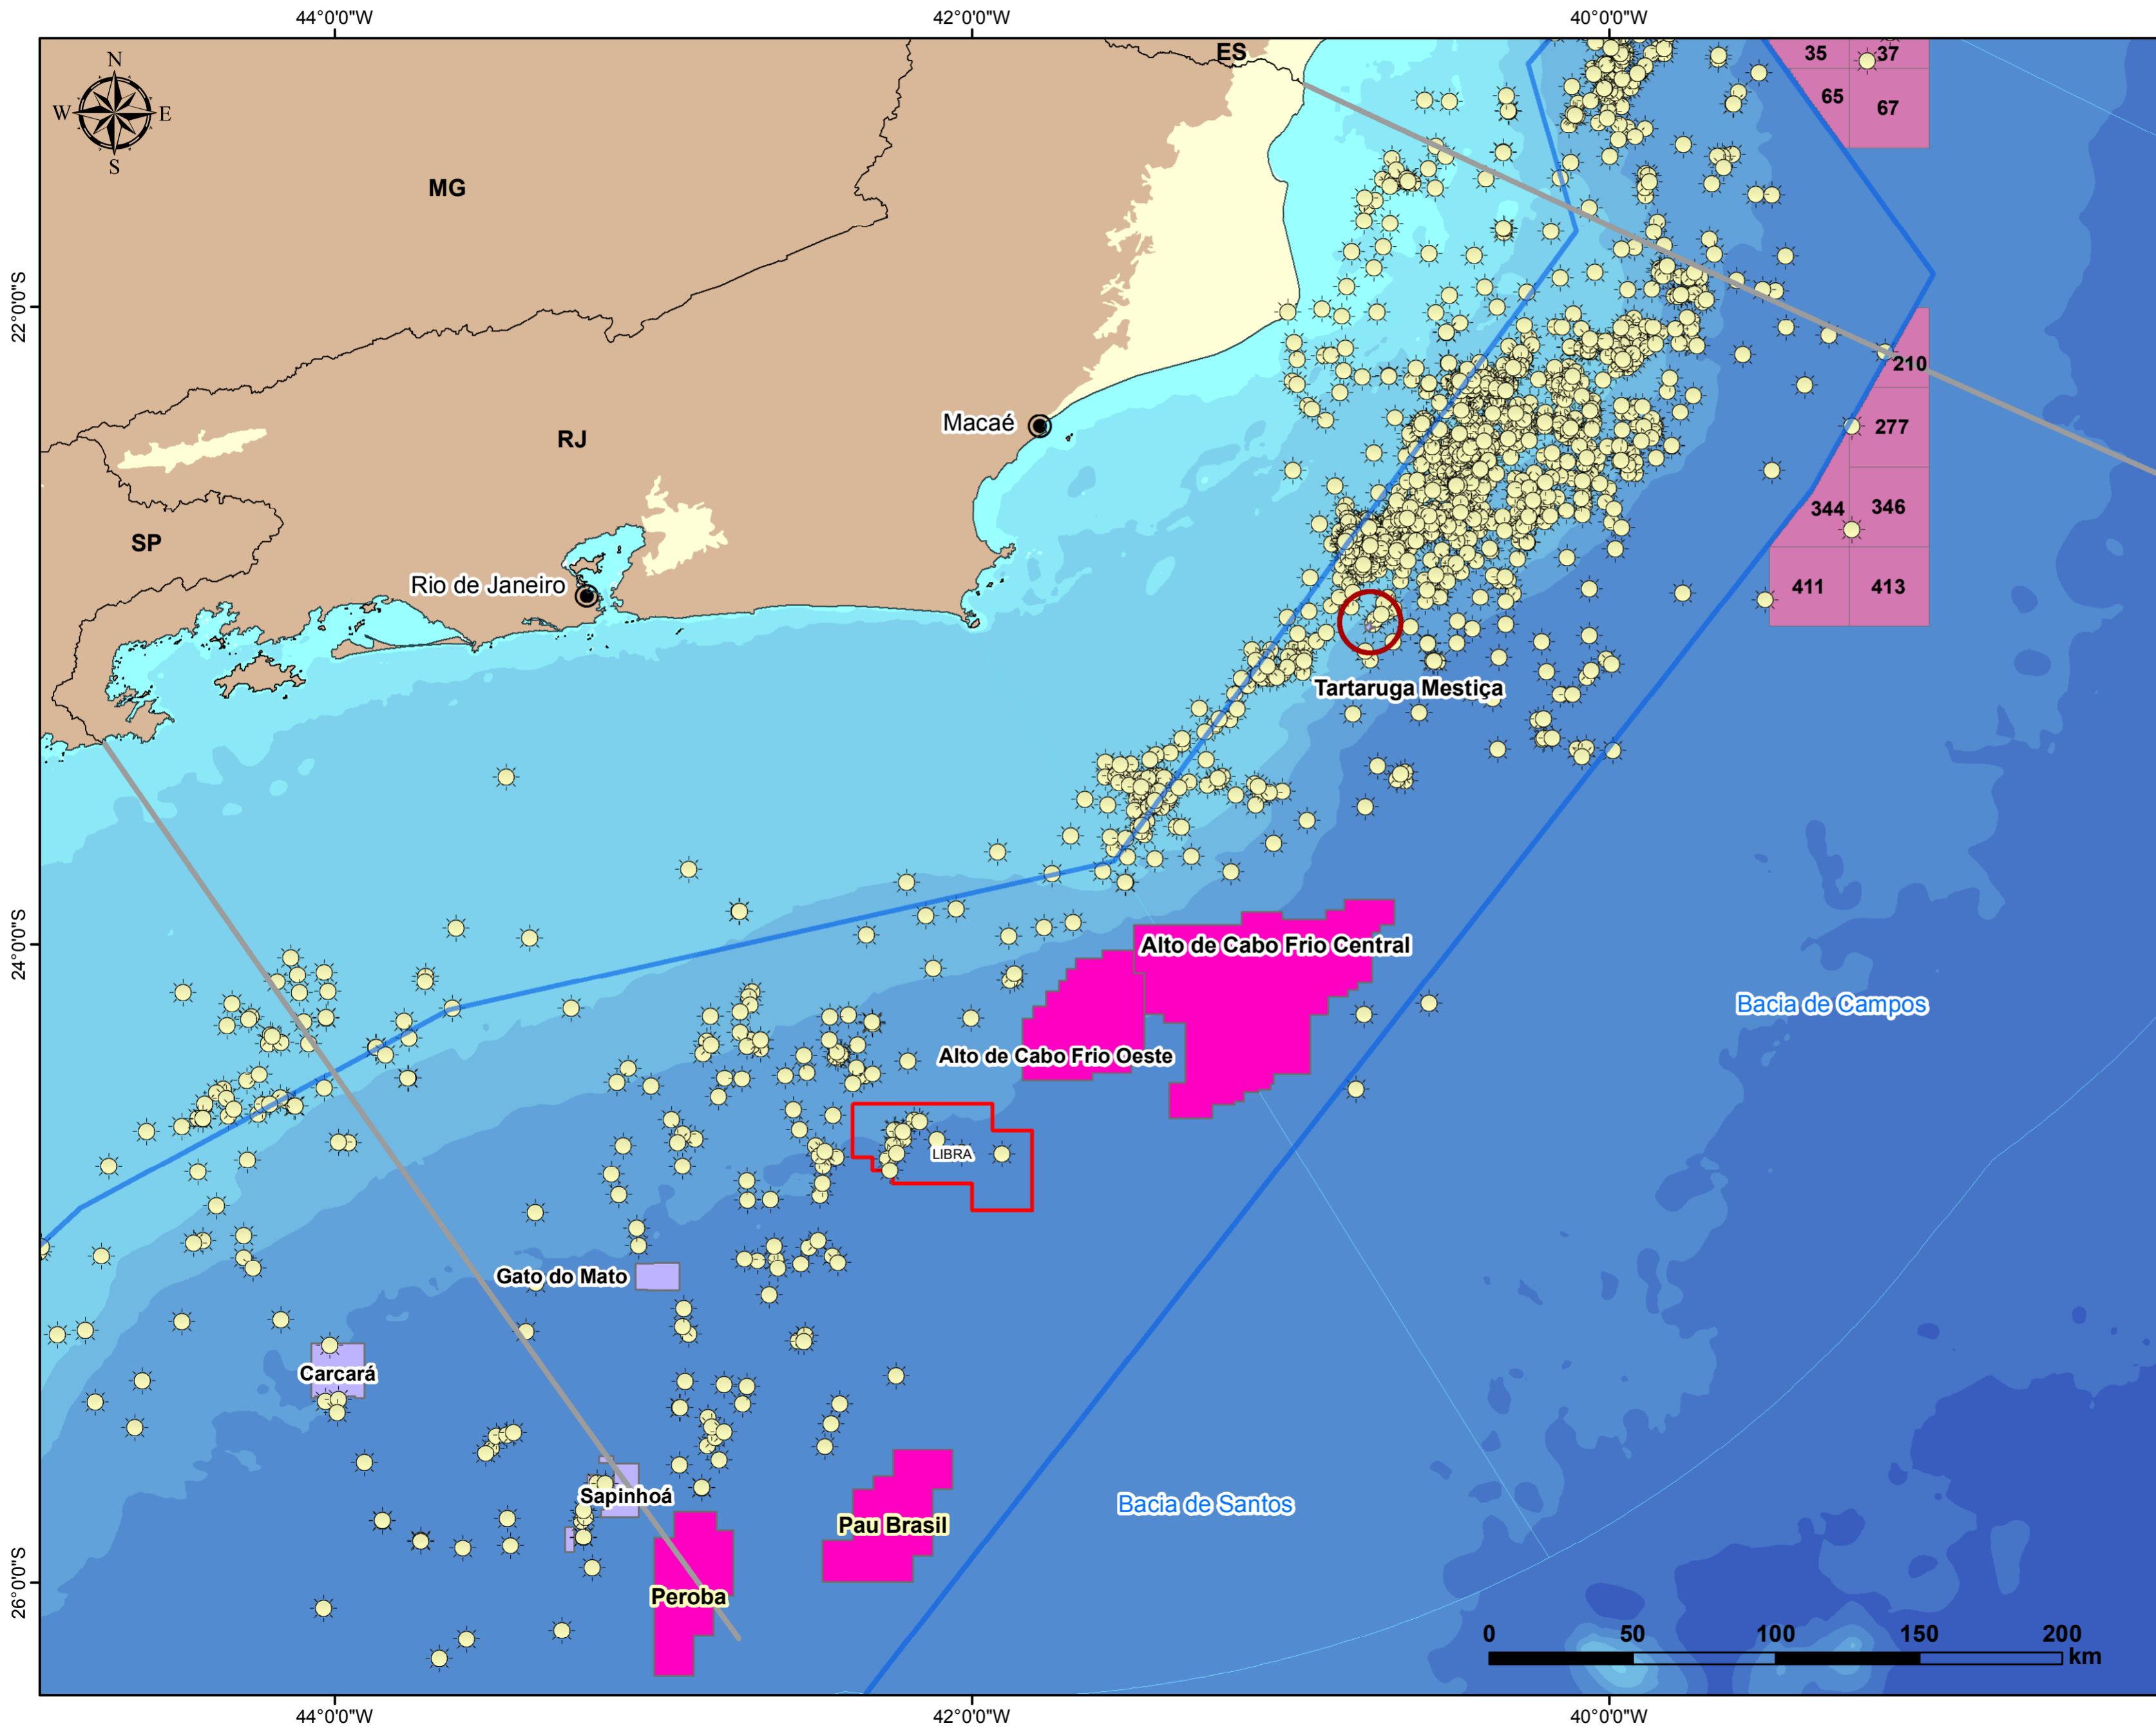 44°0'0"W
42°0'0"W
40°0'0"W
N
W
E
S
ES
35
37
65
67
MG
22°0'0"S
210
Macaé
277
RJ
344
346
SP
Rio de Janeiro
411
413
Tartaruga Mestiça
24°0'0"S
Alto de Cabo Frio Central
Bacia de Campos
Alto de Cabo Frio Oeste
LIBRA
Gato do Mato
Carcará
Sapinhoá
Bacia de Santos
Pau Brasil
26°0'0"S
Peroba
0
50
100
150
200
km
44°0'0"W
42°0'0"W
40°0'0"W